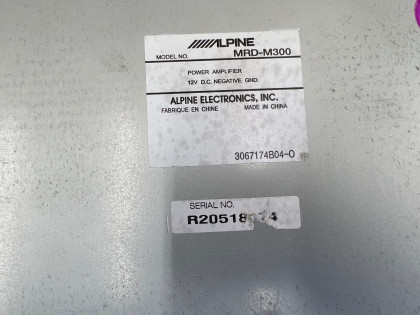 ALPINE
MODEL NO. MRD-M300
POWER AMPLIFIER
12V D.C. NEGATIVE GND.
ALPINE ELECTRONICS, INC.
FABRIQUE EN CHINE MADE IN CHINA
3067174B04-O
SERIAL NO.